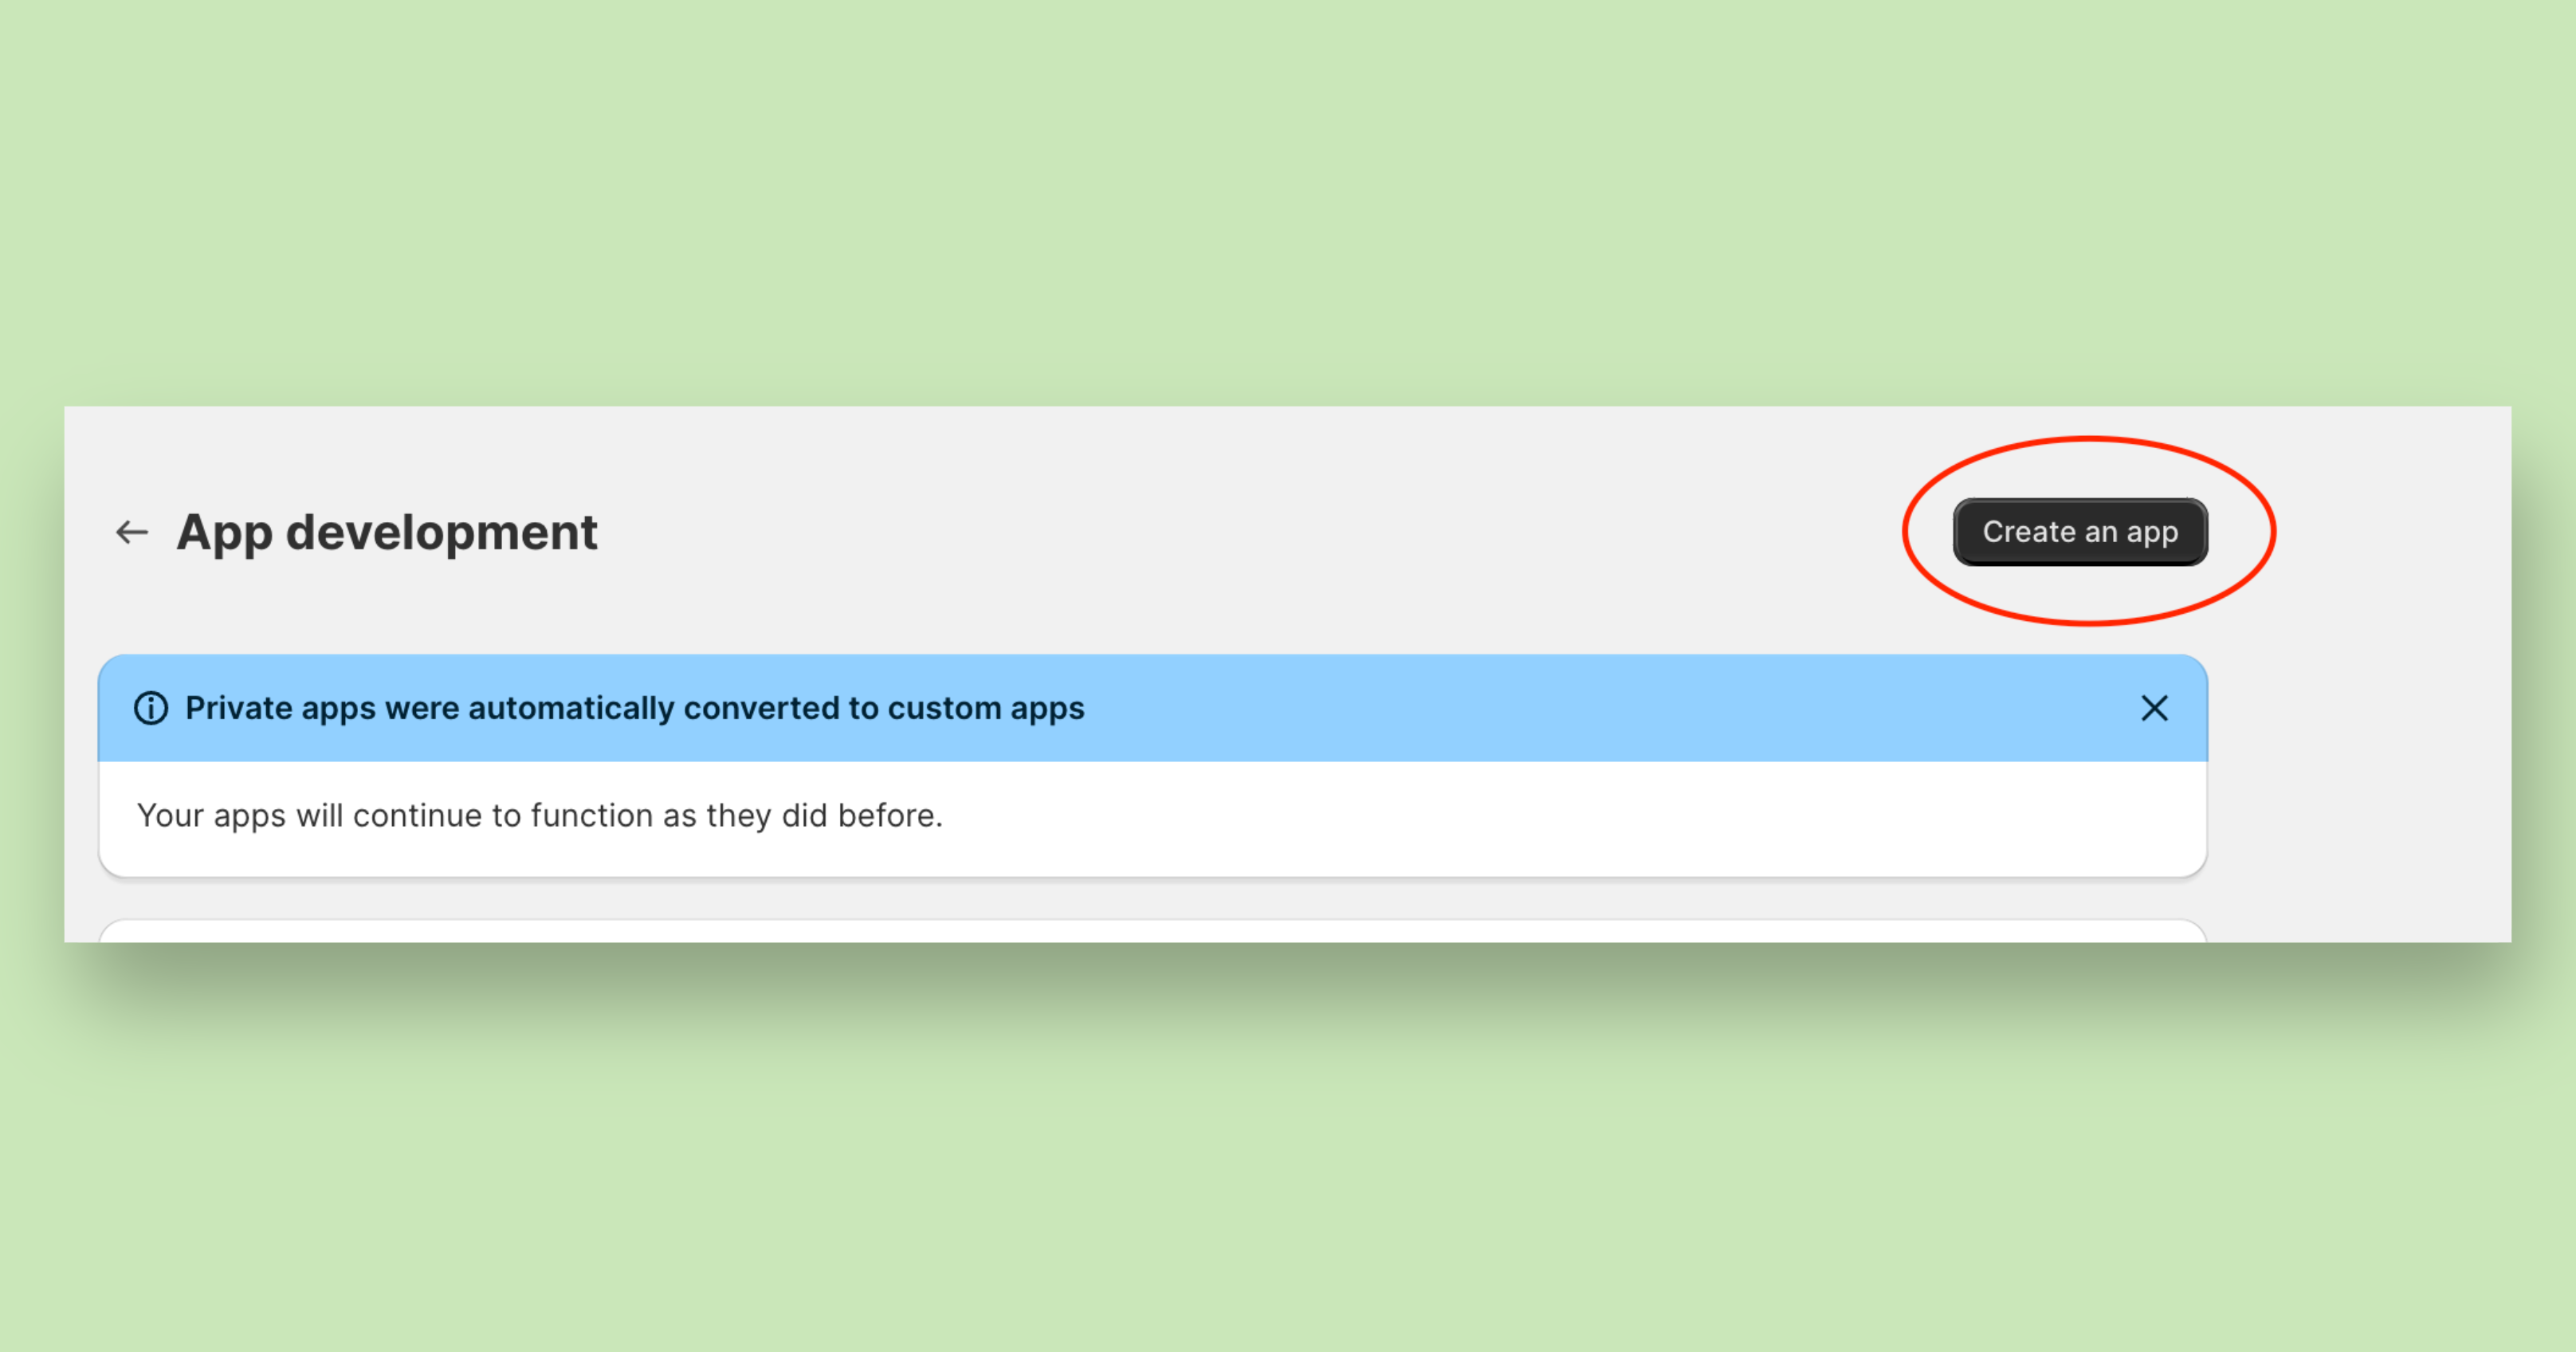 App development
Create an app
Private apps were automatically converted to custom apps
Your apps will continue to function as they did before.